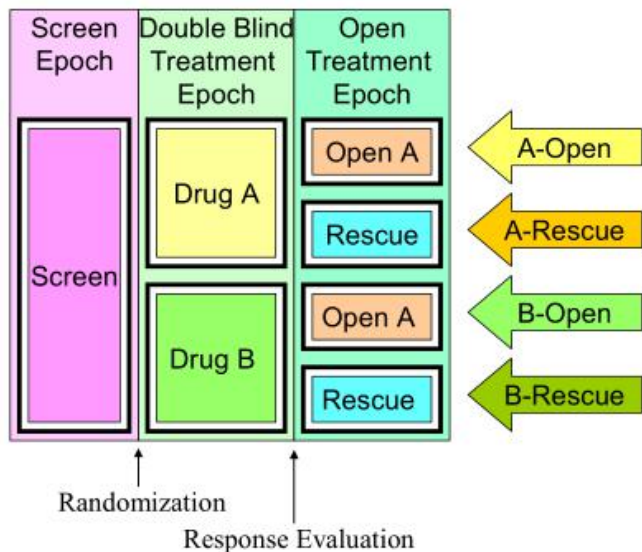 Screen
Epoch
Double Blind
Treatment
Epoch
Open
Treatment
Epoch
Screen
Drug A
Drug B
Open A
Rescue
Open A
Rescue
A-Open
A-Rescue
B-Open
B-Rescue
Randomization
Response Evaluation